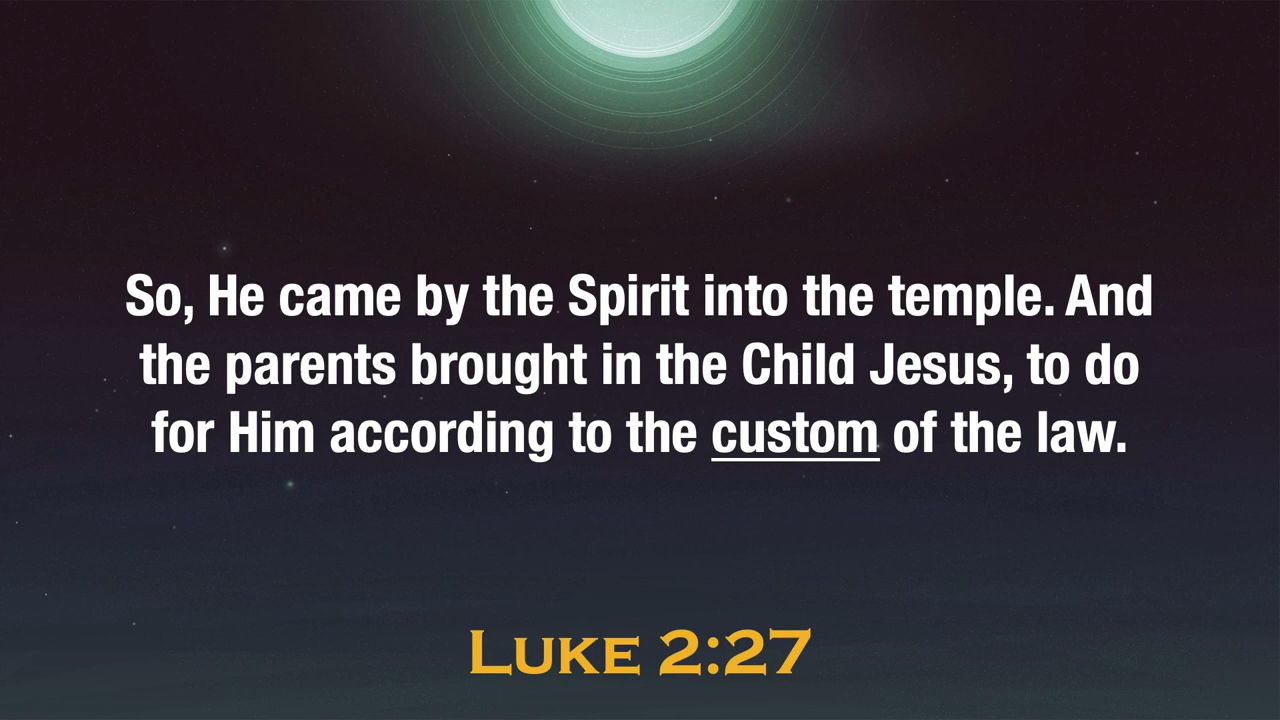 So, He came by the Spirit into the temple. And
the parents brought in the Child Jesus, to do
for Him according to the custom of the law.
Luke 2:27